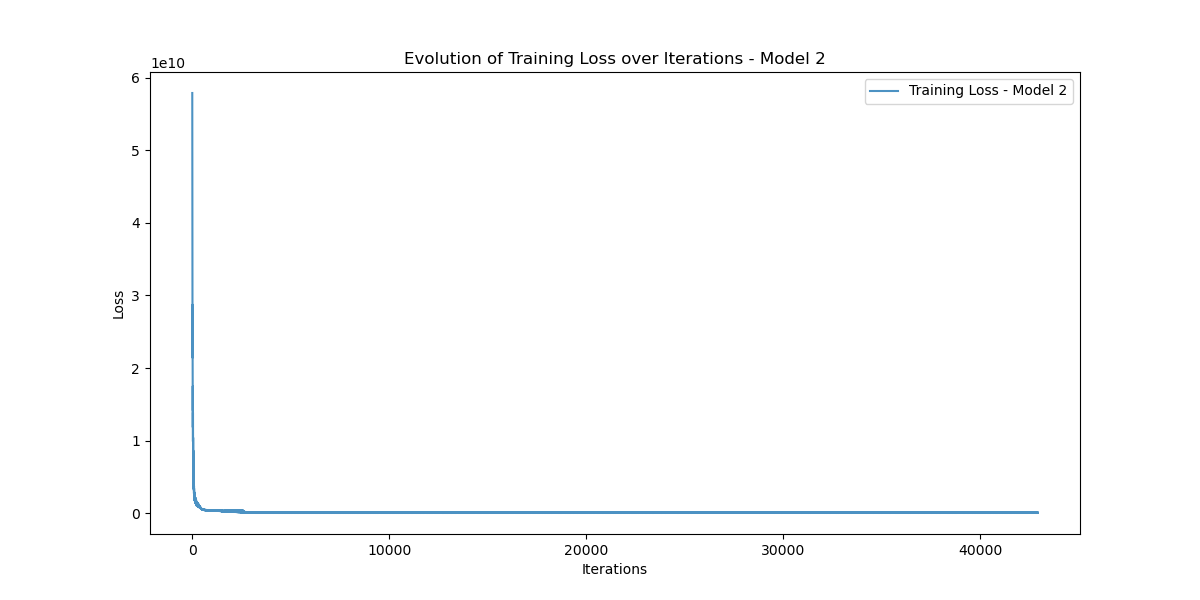 Evolution of Training Loss over Iterations - Model 2
1e10
Training Loss - Model 2
6
5
4
3
2
1
0
Loss
0 10000 20000 30000 40000
Iterations